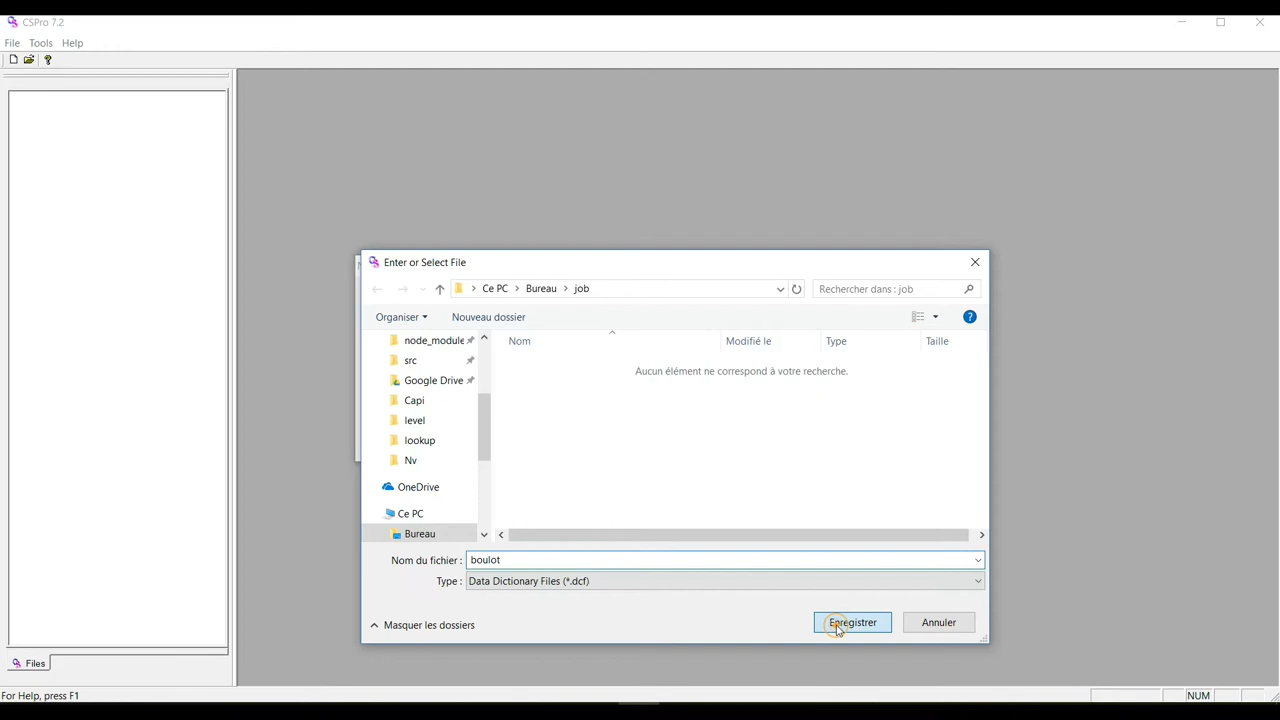 CSPro 7.2
File Tools Help
Enter or Select File
Ce PC > Bureau > job
Rechercher dans : job
Organiser
Nouveau dossier
Nom
Modifié le
Type
Taille
Aucun élément ne correspond à votre recherche.
node_module
src
Google Drive
Capi
level
lookup
Nv
OneDrive
Ce PC
Bureau
Nom du fichier : boulot
Type : Data Dictionary Files (*.dcf)
Masquer les dossiers
Enregistrer
Annuler
Files
For Help, press F1
NUM